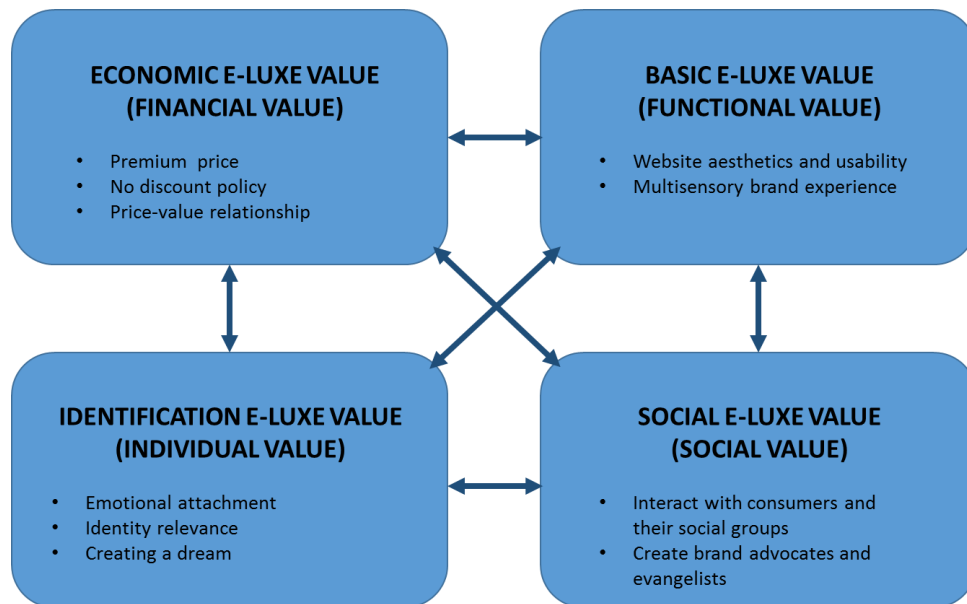 ECONOMIC E-LUXE VALUE
(FINANCIAL VALUE)
• Premium price
• No discount policy
• Price-value relationship
BASIC E-LUXE VALUE
(FUNCTIONAL VALUE)
• Website aesthetics and usability
• Multisensory brand experience
IDENTIFICATION E-LUXE VALUE
(INDIVIDUAL VALUE)
• Emotional attachment
• Identity relevance
• Creating a dream
SOCIAL E-LUXE VALUE
(SOCIAL VALUE)
• Interact with consumers and
their social groups
• Create brand advocates and
evangelists